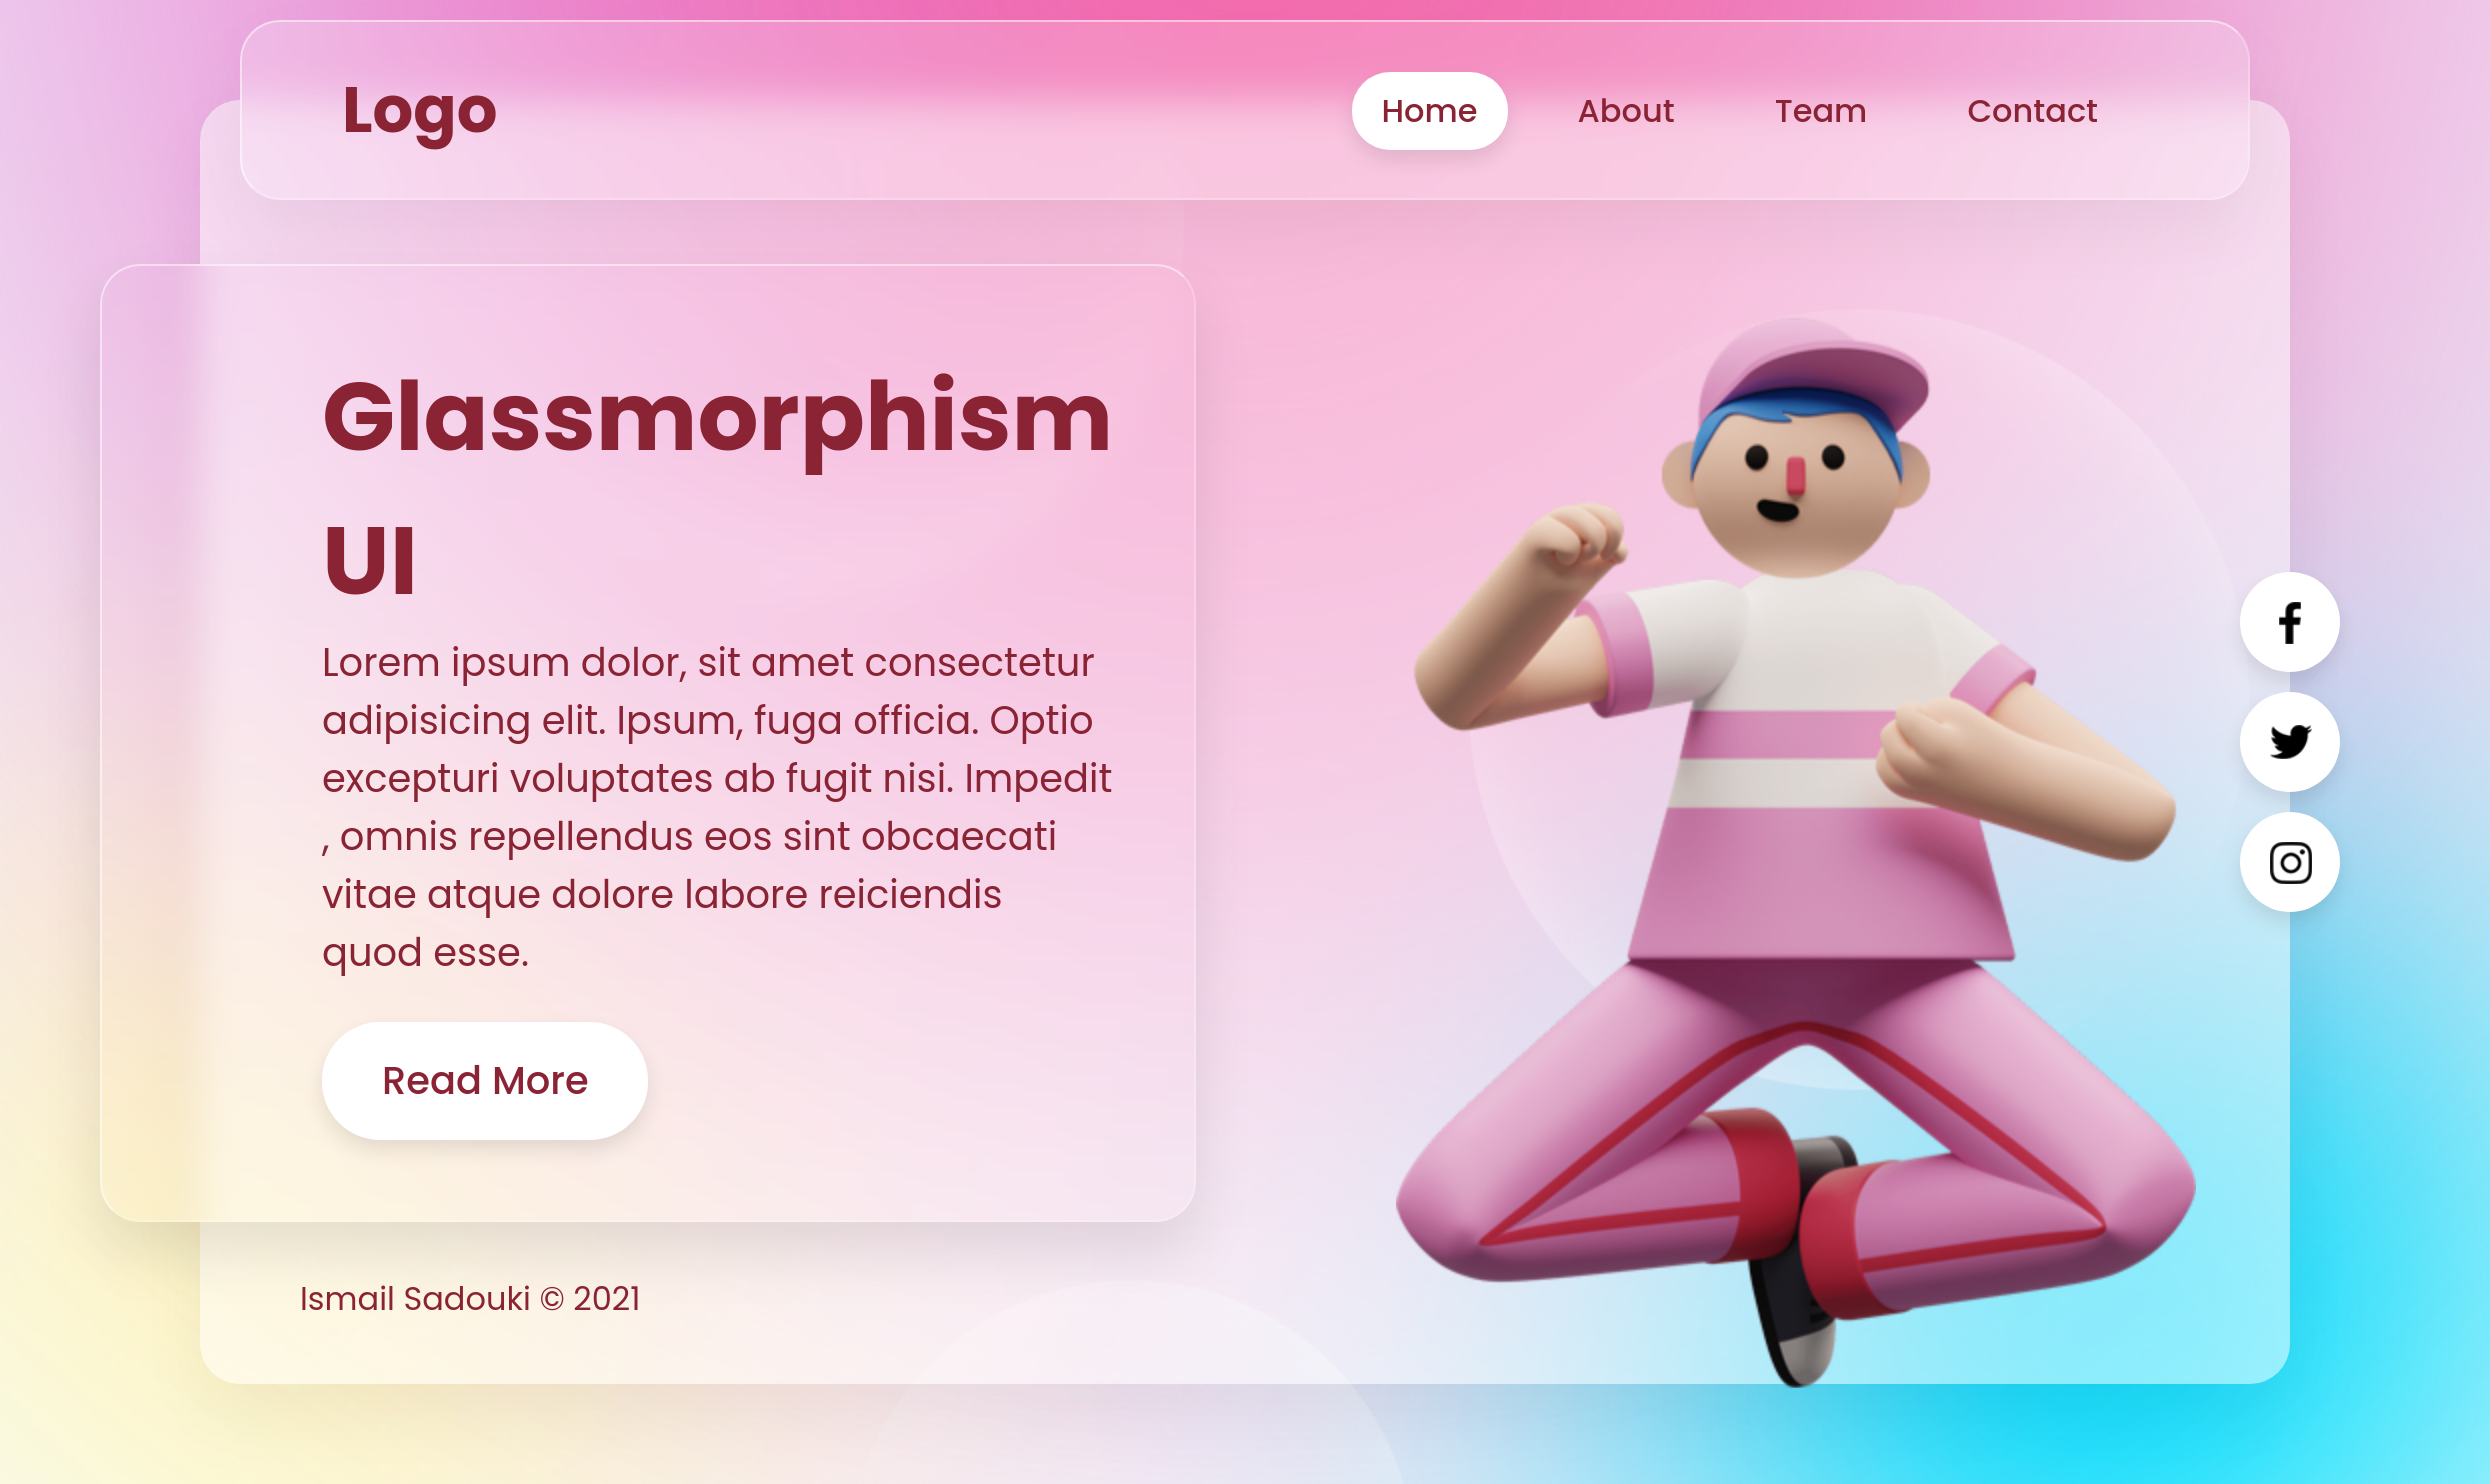 Logo
Home
About
Team
Contact
Glassmorphism
UI
Lorem ipsum dolor, sit amet consectetur
adipisicing elit. Ipsum, fuga officia. Optio
excepturi voluptates ab fugit nisi. Impedit
, omnis repellendus eos sint obcaecati
vitae atque dolore labore reiciendis
quod esse.
Read More
Ismail Sadouki © 2021